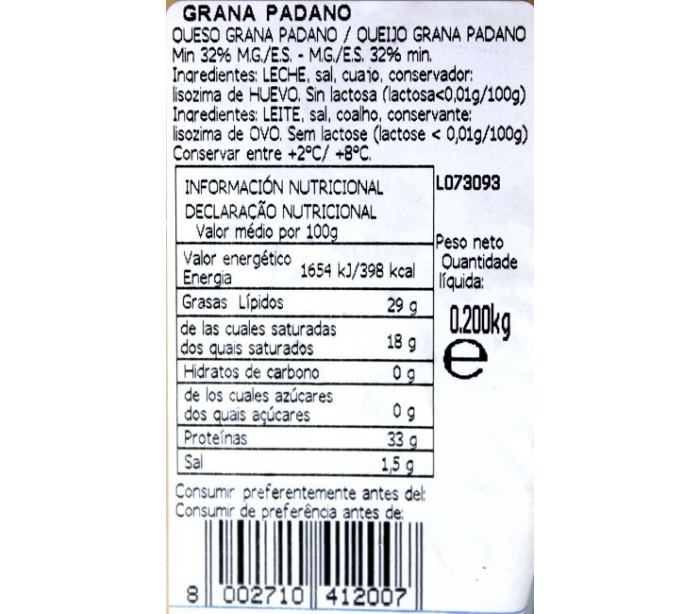 GRANA PADANO
QUESO GRANA PADANO / QUEIJO GRANA PADANO
Min 32% M.G./E.S. - M.G./E.S. 32% min.
Ingredientes: LECHE, sal, cuajo, conservador:
lisozima de HUEVO. Sin lactosa (lactosa<0,01g/100g)
Ingredientes: LEITE, sal, coalho, conservante:
lisozima de OVO. Sem lactose (lactose < 0,01g/100g)
Conservar entre +2ºC/ +8ºC.
INFORMACIÓN NUTRICIONAL
DECLARAÇÃO NUTRICIONAL
Valor médio por 100g
Valor energético
Energia 1654 kJ/398 kcal
Grasas Lípidos 29 g
de las cuales saturadas
dos quais saturados 18 g
Hidratos de carbono 0 g
de los cuales azúcares
dos quais açúcares 0 g
Proteínas 33 g
Sal 1,5 g
L073093
Peso neto
Quantidade
líquida:
0.200kg
e
Consumir preferentemente antes del:
Consumir de preferência antes de:
8 002710 412007